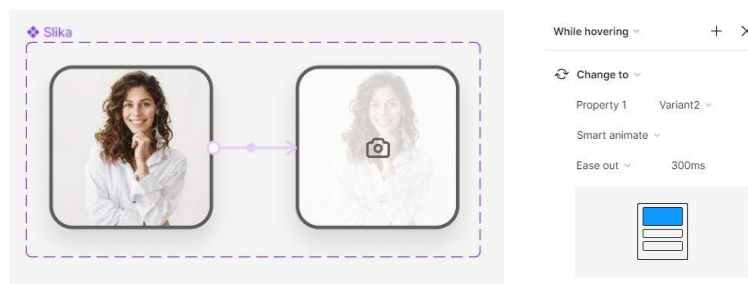 Slika
While hovering
Change to
Property 1 Variant2
Smart animate
Ease out 300ms